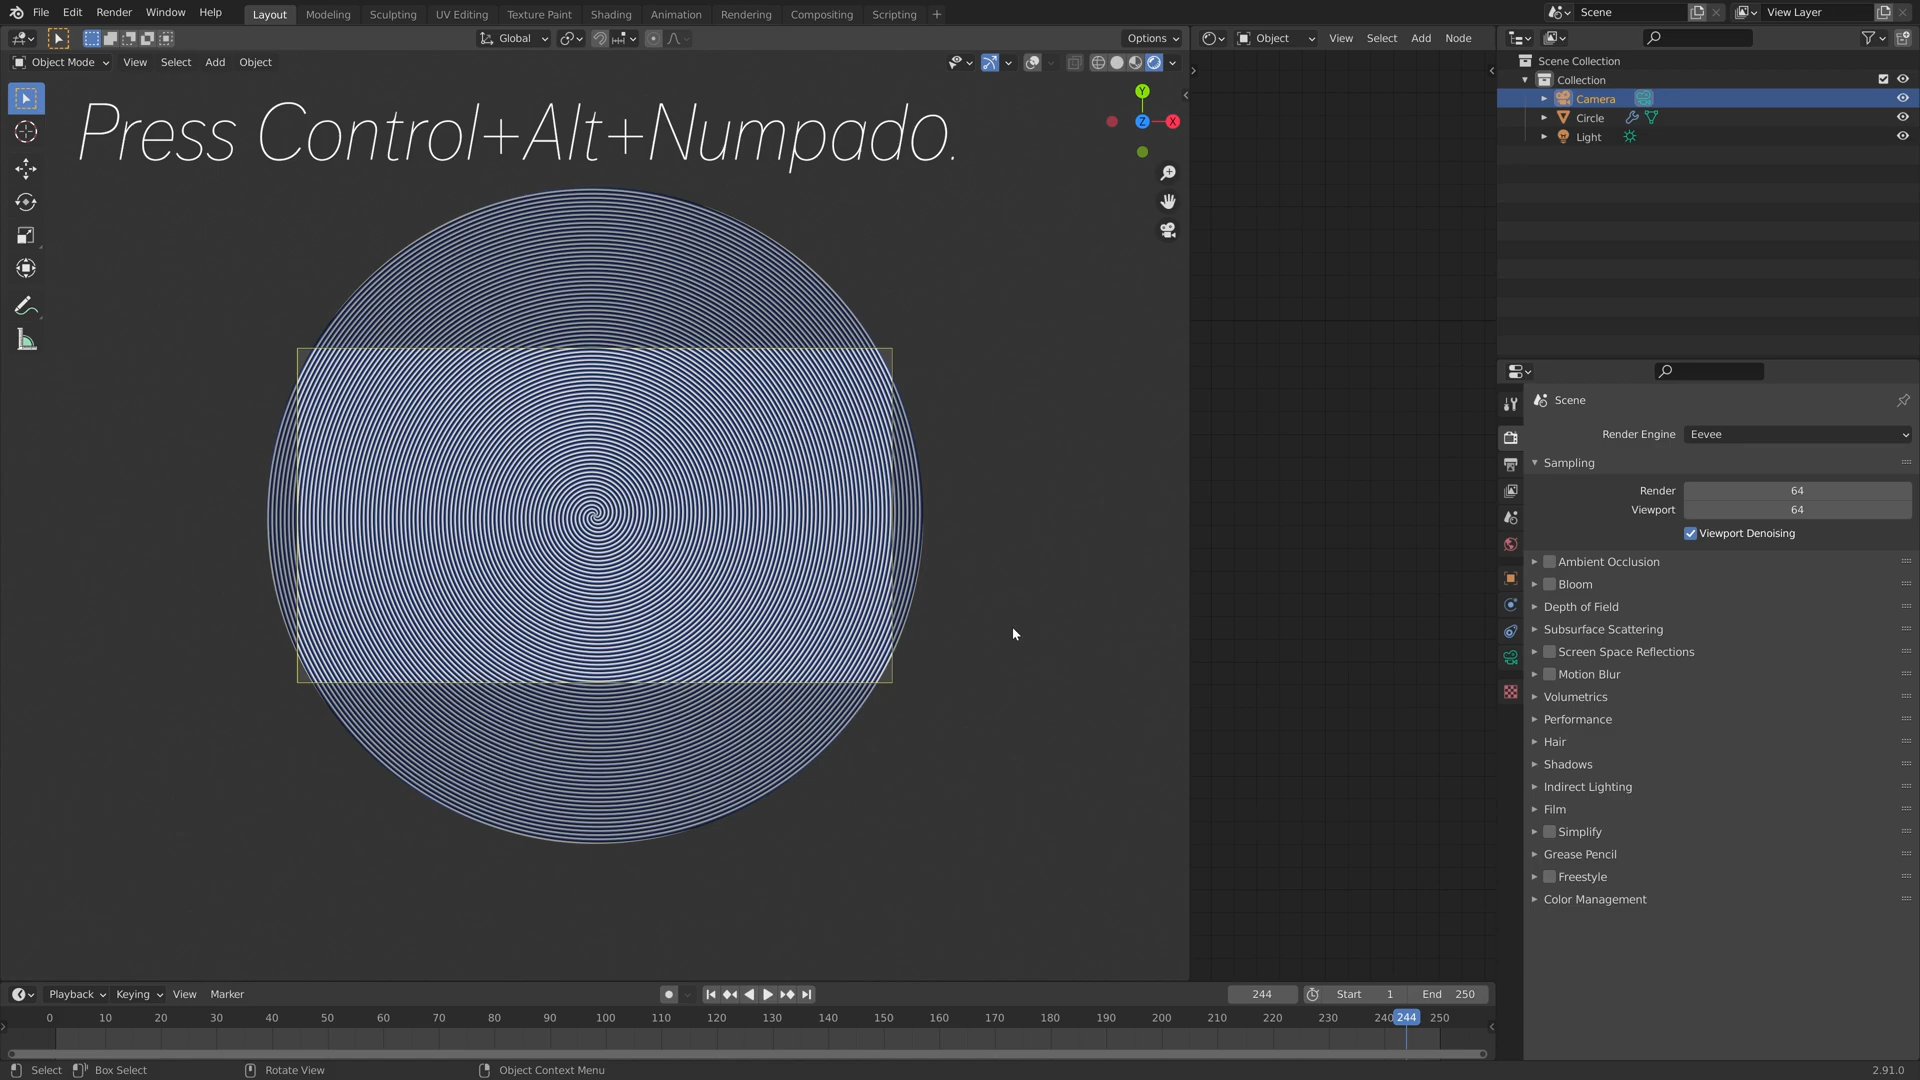 File Edit Render Window Help Layout Modeling Sculpting UV Editing Texture Paint Shading Animation Rendering Compositing Scripting + Scene View Layer
Global Options Object View Select Add Node
Object Mode View Select Add Object
Press Control+Alt+Numpado.
Y
Z X
Scene Collection
Collection
Camera
Circle
Light
Scene
Render Engine Eevee
Sampling
Render 64
Viewport 64
Viewport Denoising
Ambient Occlusion
Bloom
Depth of Field
Subsurface Scattering
Screen Space Reflections
Motion Blur
Volumetrics
Performance
Hair
Shadows
Indirect Lighting
Film
Simplify
Grease Pencil
Freestyle
Color Management
Playback Keying View Marker 244 Start 1 End 250
0 10 20 30 40 50 60 70 80 90 100 110 120 130 140 150 160 170 180 190 200 210 220 230 240 244 250
Select Box Select Rotate View Object Context Menu 2.91.0